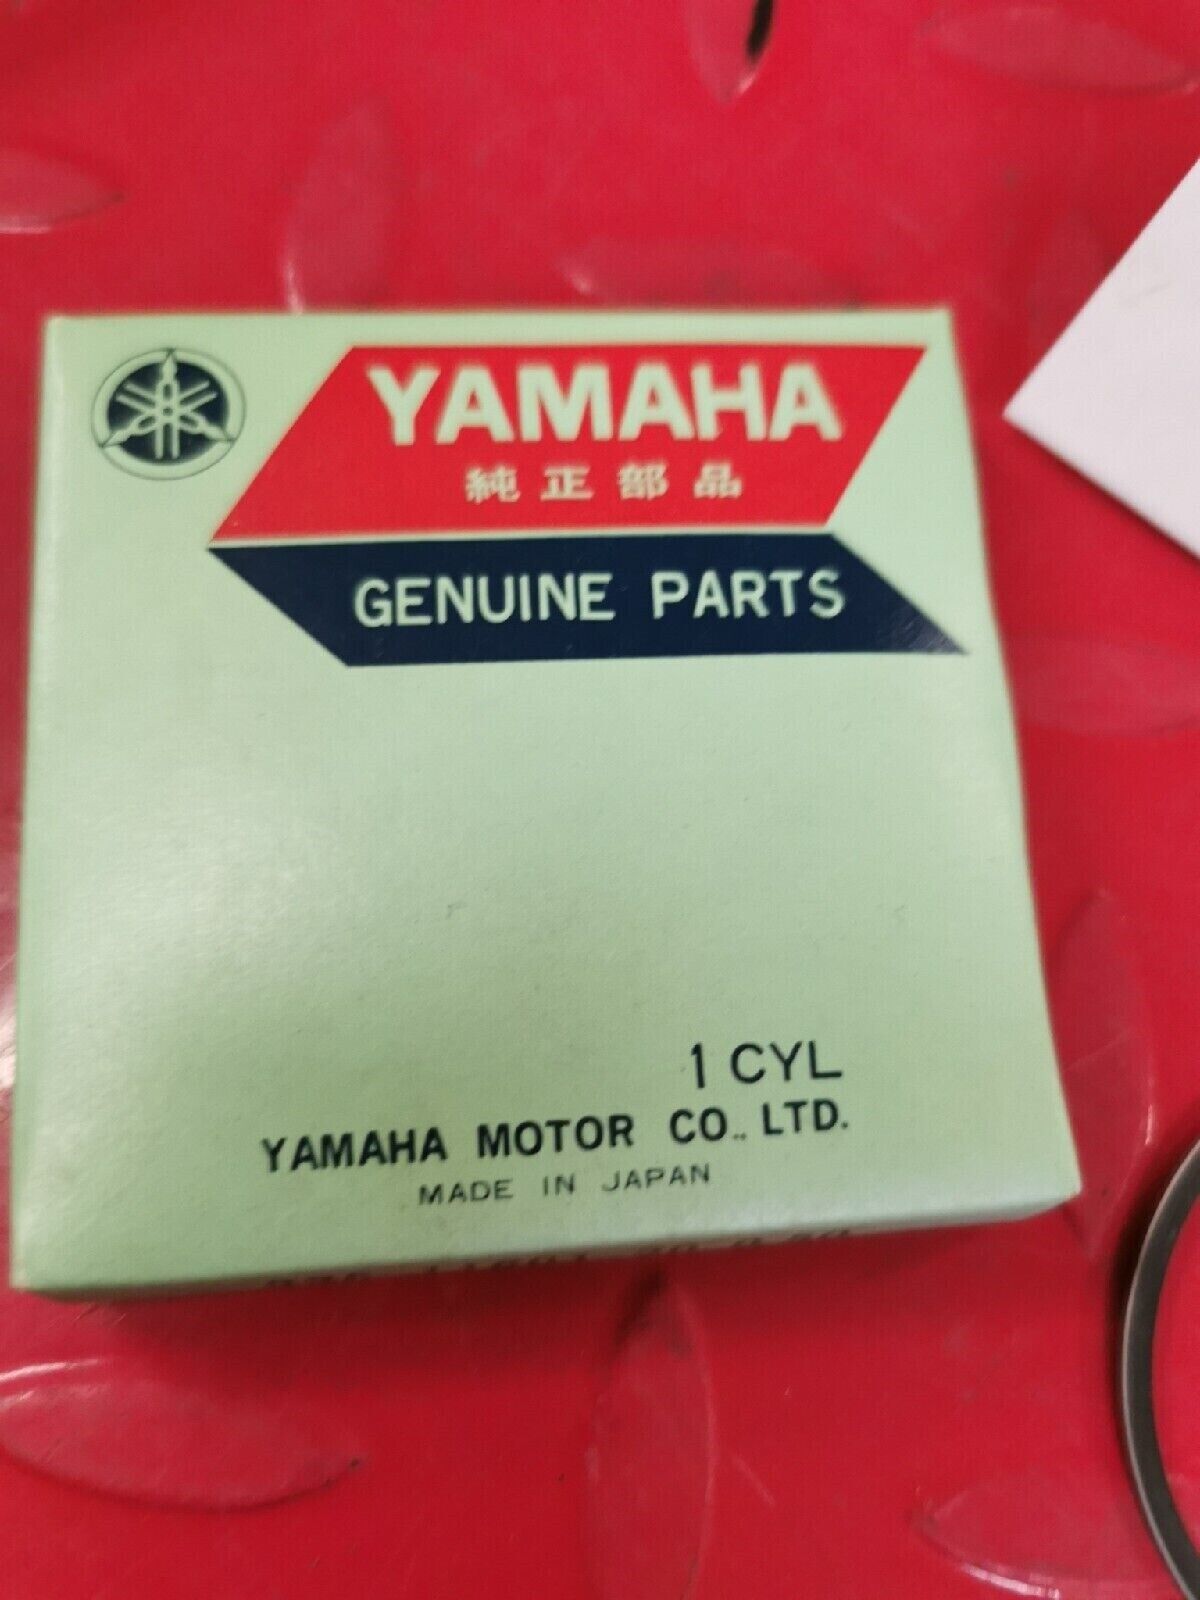 YAMAHA
純正部品
GENUINE PARTS
1 CYL
YAMAHA MOTOR CO., LTD.
MADE IN JAPAN